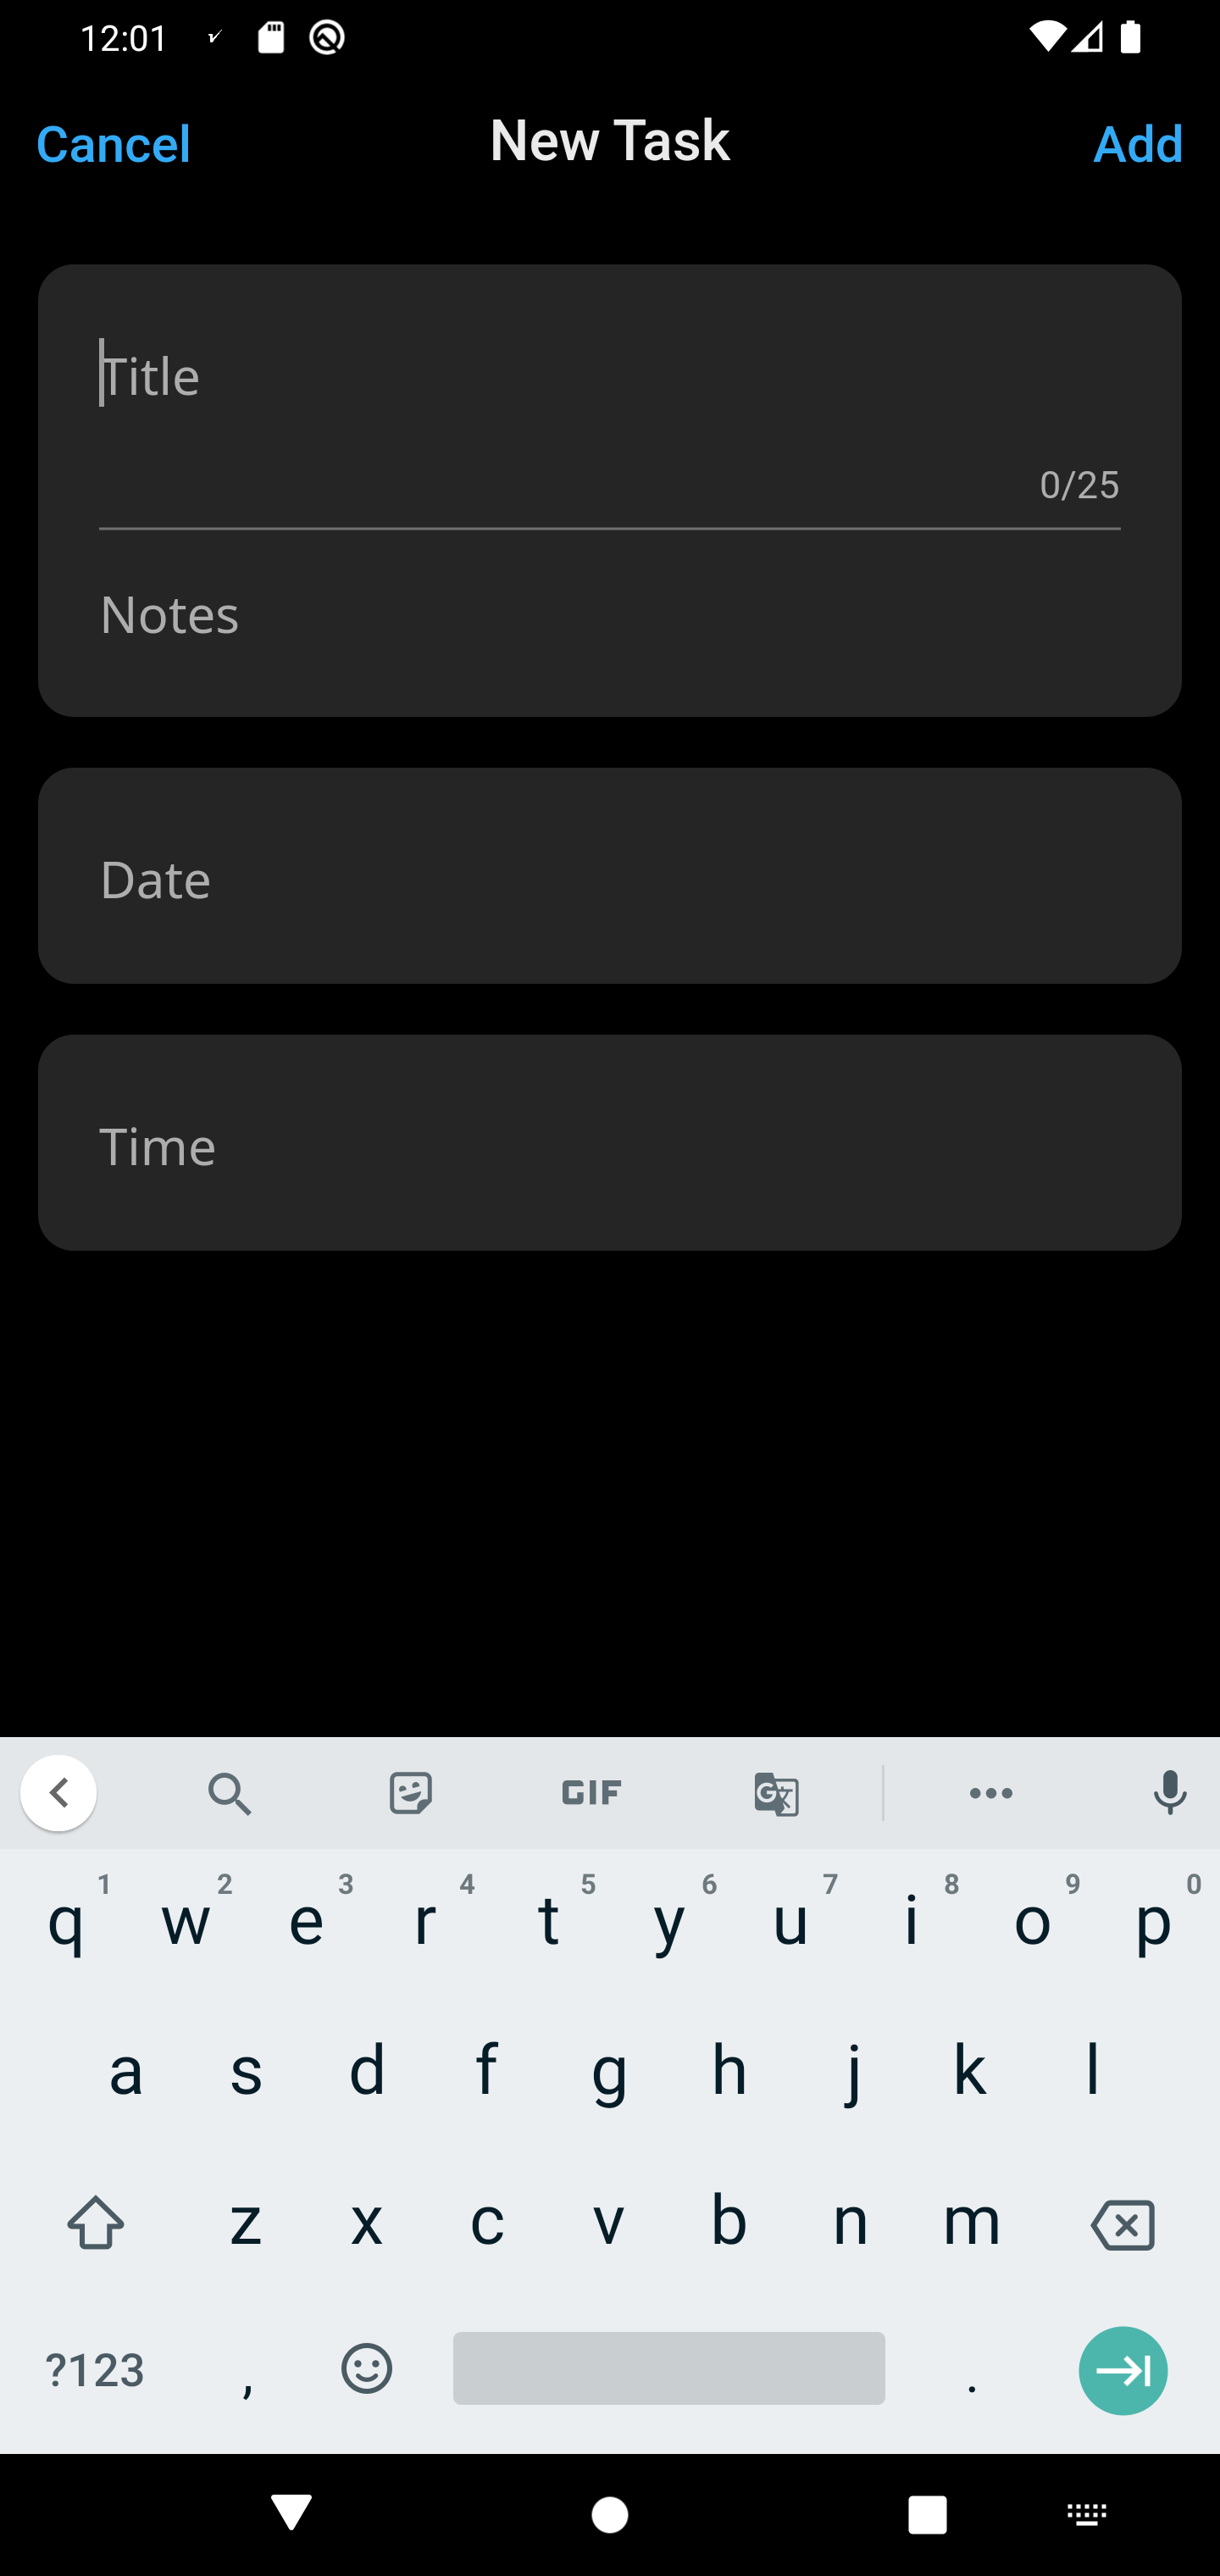 12:01
Cancel New Task Add
Title
0/25
Notes
Date
Time
GIF
1 2 3 4 5 6 7 8 9 0
q w e r t y u i o p
a s d f g h j k l
z x c v b n m
?123 , .